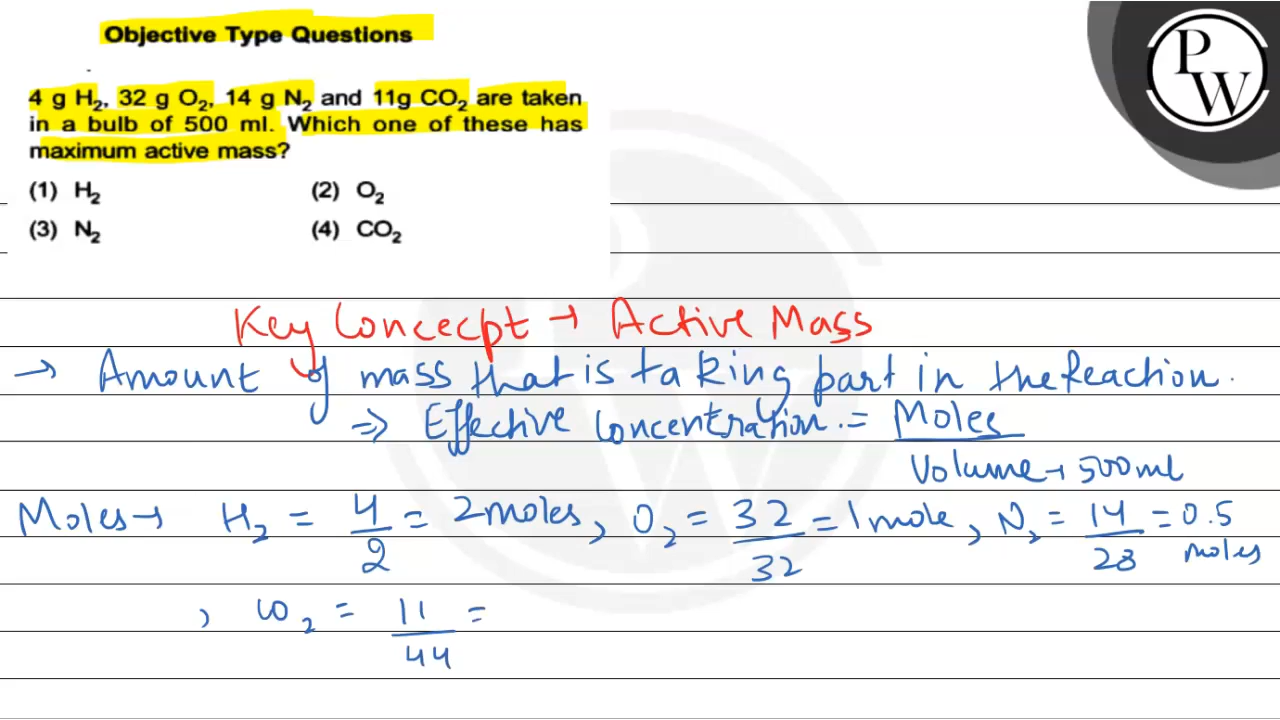 Objective Type Questions
4 g H₂, 32 g O₂, 14 g N₂ and 11g CO₂ are taken
in a bulb of 500 ml. Which one of these has
maximum active mass?
(1) H₂ (2) O₂
(3) N₂ (4) CO₂
P
W
Key Concecpt → Active Mass
→ Amount of mass that is taking part in the Reaction.
⇒ Effective Concentration. = Moles / Volume → 500ml
Moles → H₂ = 4/2 = 2 moles, O₂ = 32/32 = 1 mole, N₂ = 14/28 = 0.5 moles
, CO₂ = 11/44 =